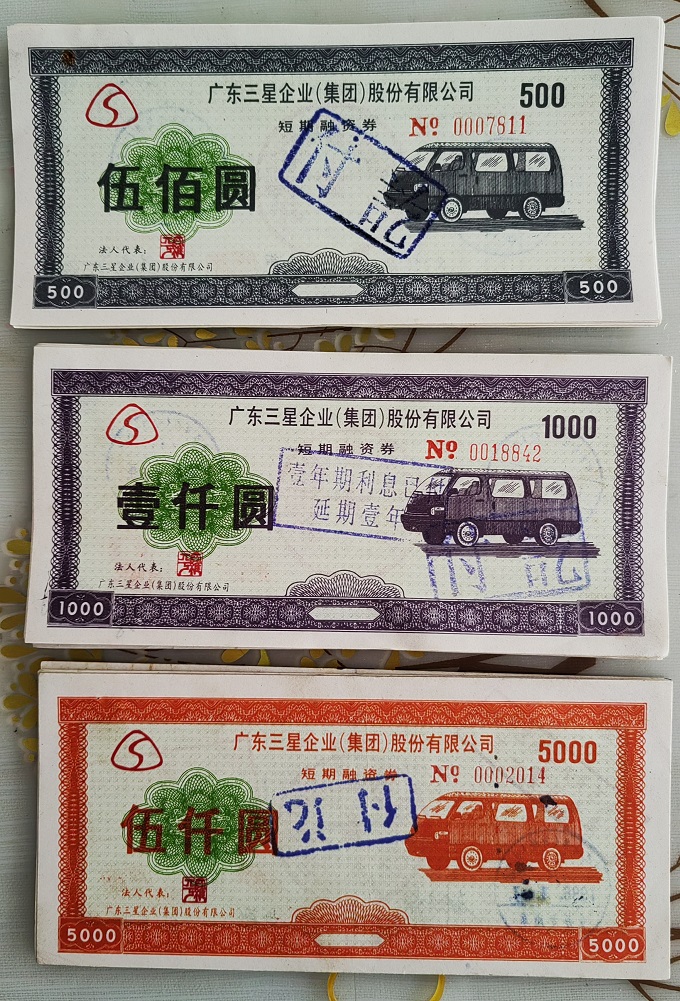 广东三星企业(集团)股份有限公司 500
短期融资券 Nº 0007811
伍佰圆
付讫
法人代表:
广东三星企业(集团)股份有限公司
500 500
广东三星企业(集团)股份有限公司 1000
短期融资券 Nº 0018842
壹年期利息已付
延期壹年
壹仟圆
付讫
法人代表:
广东三星企业(集团)股份有限公司
1000 1000
广东三星企业(集团)股份有限公司 5000
短期融资券 Nº 0002014
付讫
伍仟圆
法人代表:
广东三星企业(集团)股份有限公司
5000 5000